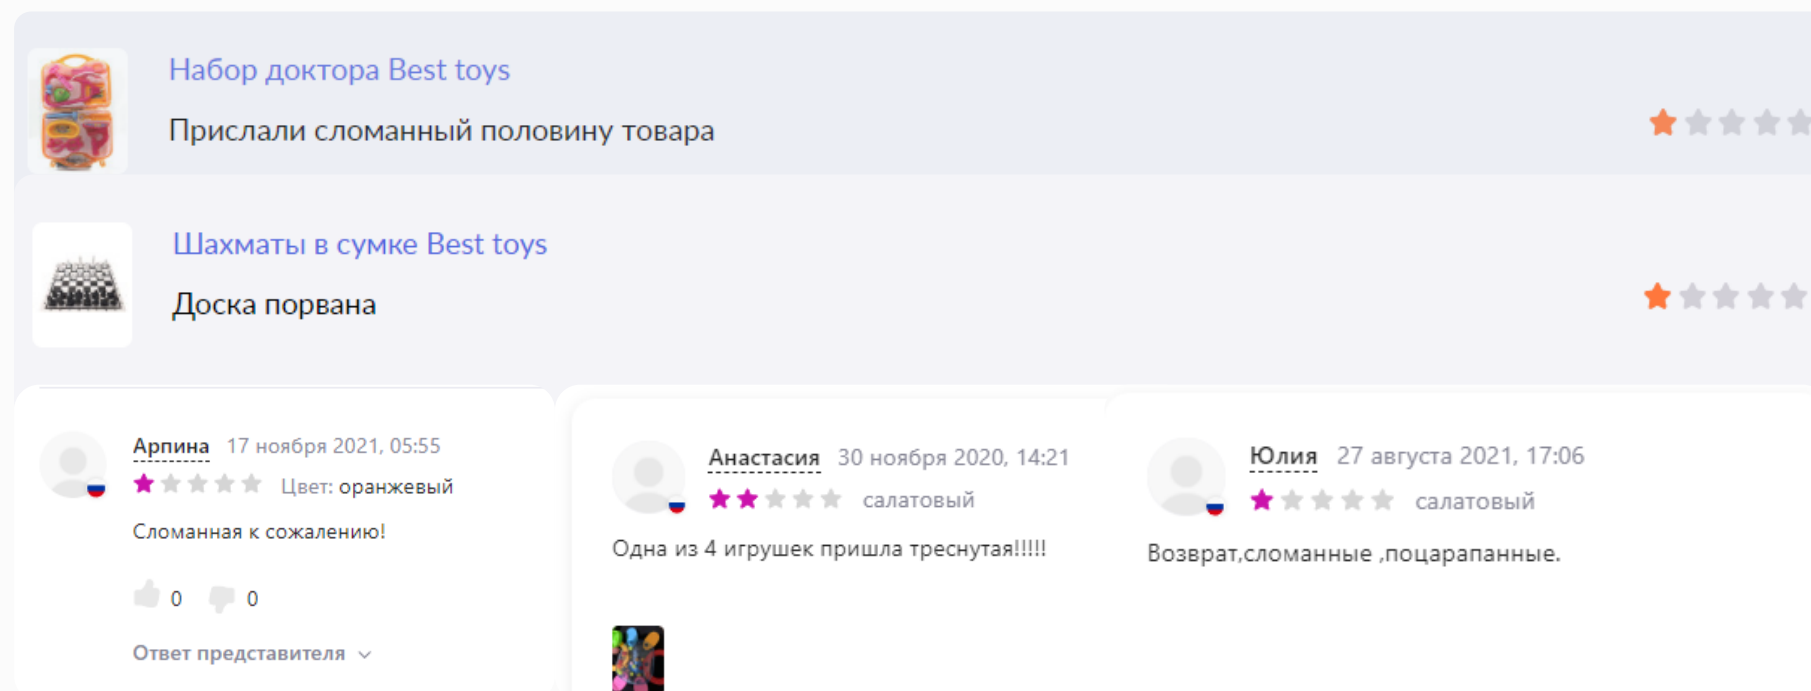 Набор доктора Best toys
Прислали сломанный половину товара
Шахматы в сумке Best toys
Доска порвана
Арпина 17 ноября 2021, 05:55
Цвет: оранжевый
Сломанная к сожалению!
0 0
Ответ представителя
Анастасия 30 ноября 2020, 14:21
салатовый
Одна из 4 игрушек пришла треснутая!!!!!
Юлия 27 августа 2021, 17:06
салатовый
Возврат,сломанные ,поцарапанные.